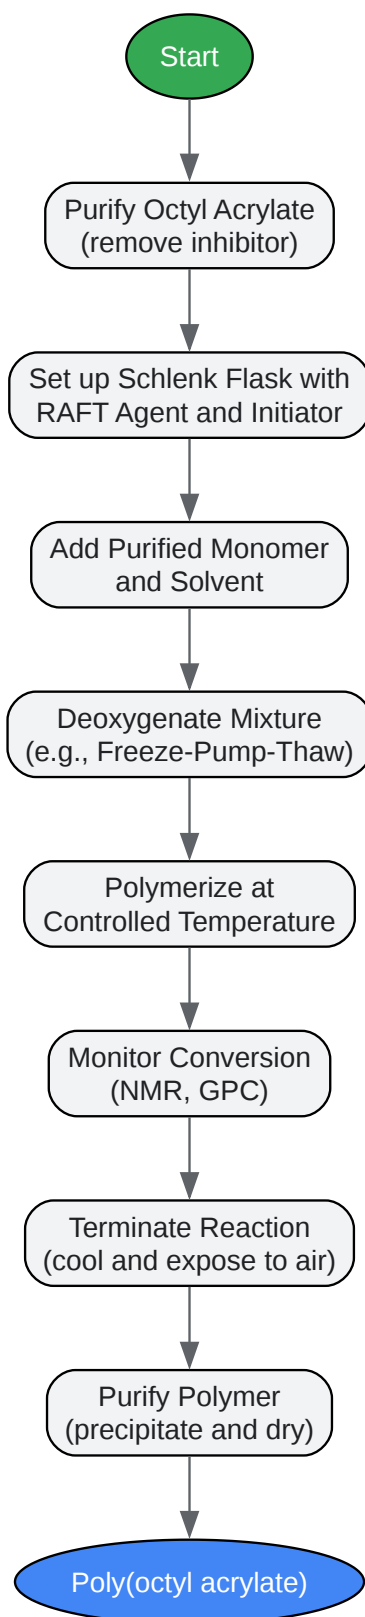 Start
Purify Octyl Acrylate
(remove inhibitor)
Set up Schlenk Flask with
RAFT Agent and Initiator
Add Purified Monomer
and Solvent
Deoxygenate Mixture
(e.g., Freeze-Pump-Thaw)
Polymerize at
Controlled Temperature
Monitor Conversion
(NMR, GPC)
Terminate Reaction
(cool and expose to air)
Purify Polymer
(precipitate and dry)
Poly(octyl acrylate)